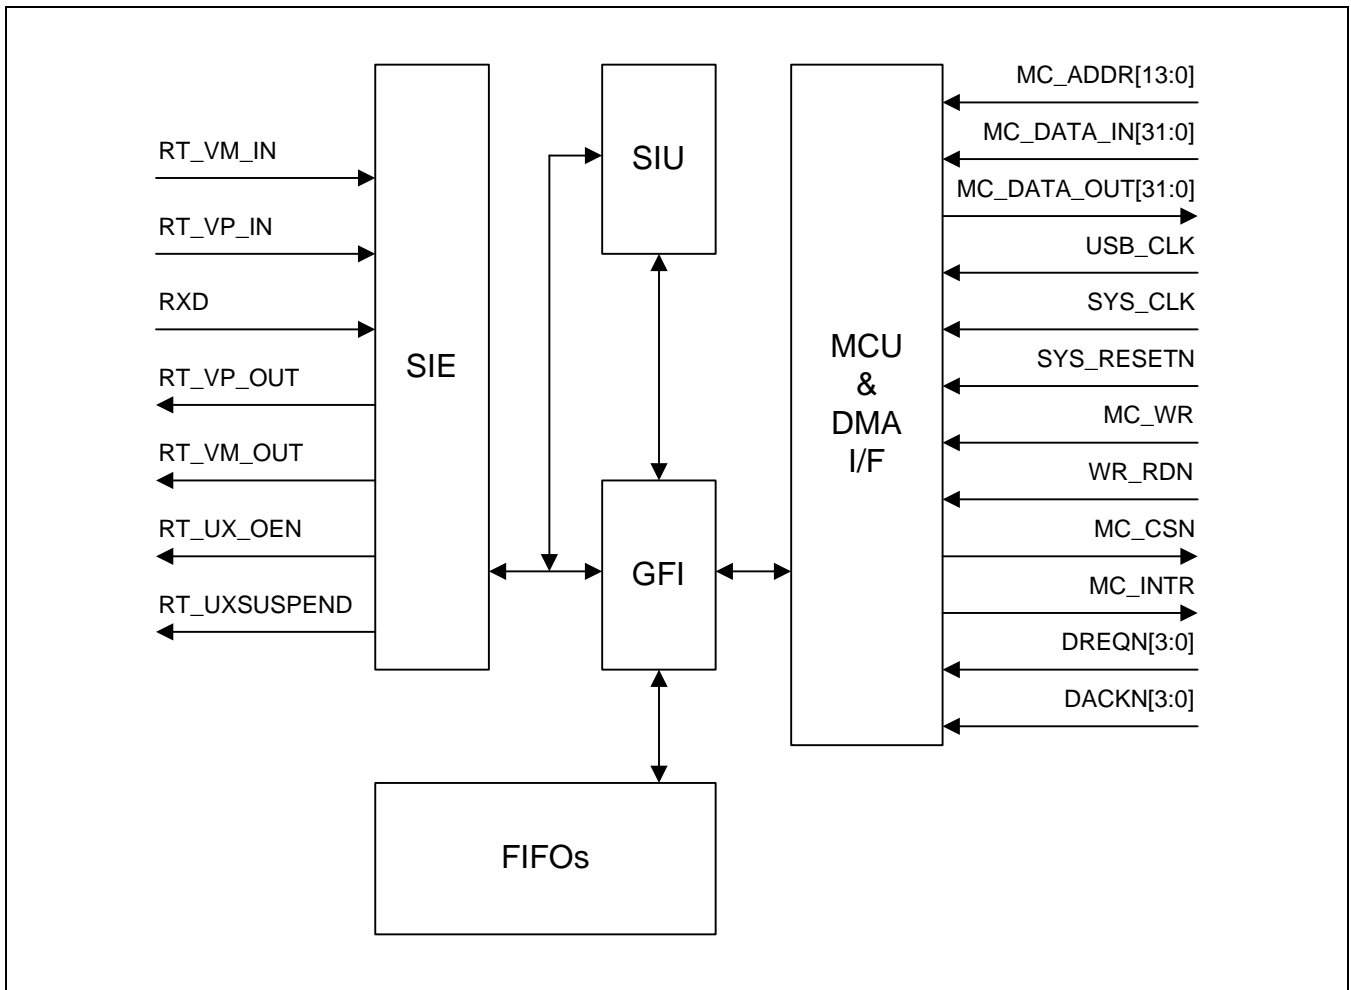 RT_VM_IN
RT_VP_IN
RXD
RT_VP_OUT
RT_VM_OUT
RT_UX_OEN
RT_UXSUSPEND
SIE
SIU
GFI
FIFOs
MCU
&
DMA
I/F
MC_ADDR[13:0]
MC_DATA_IN[31:0]
MC_DATA_OUT[31:0]
USB_CLK
SYS_CLK
SYS_RESETN
MC_WR
WR_RDN
MC_CSN
MC_INTR
DREQN[3:0]
DACKN[3:0]